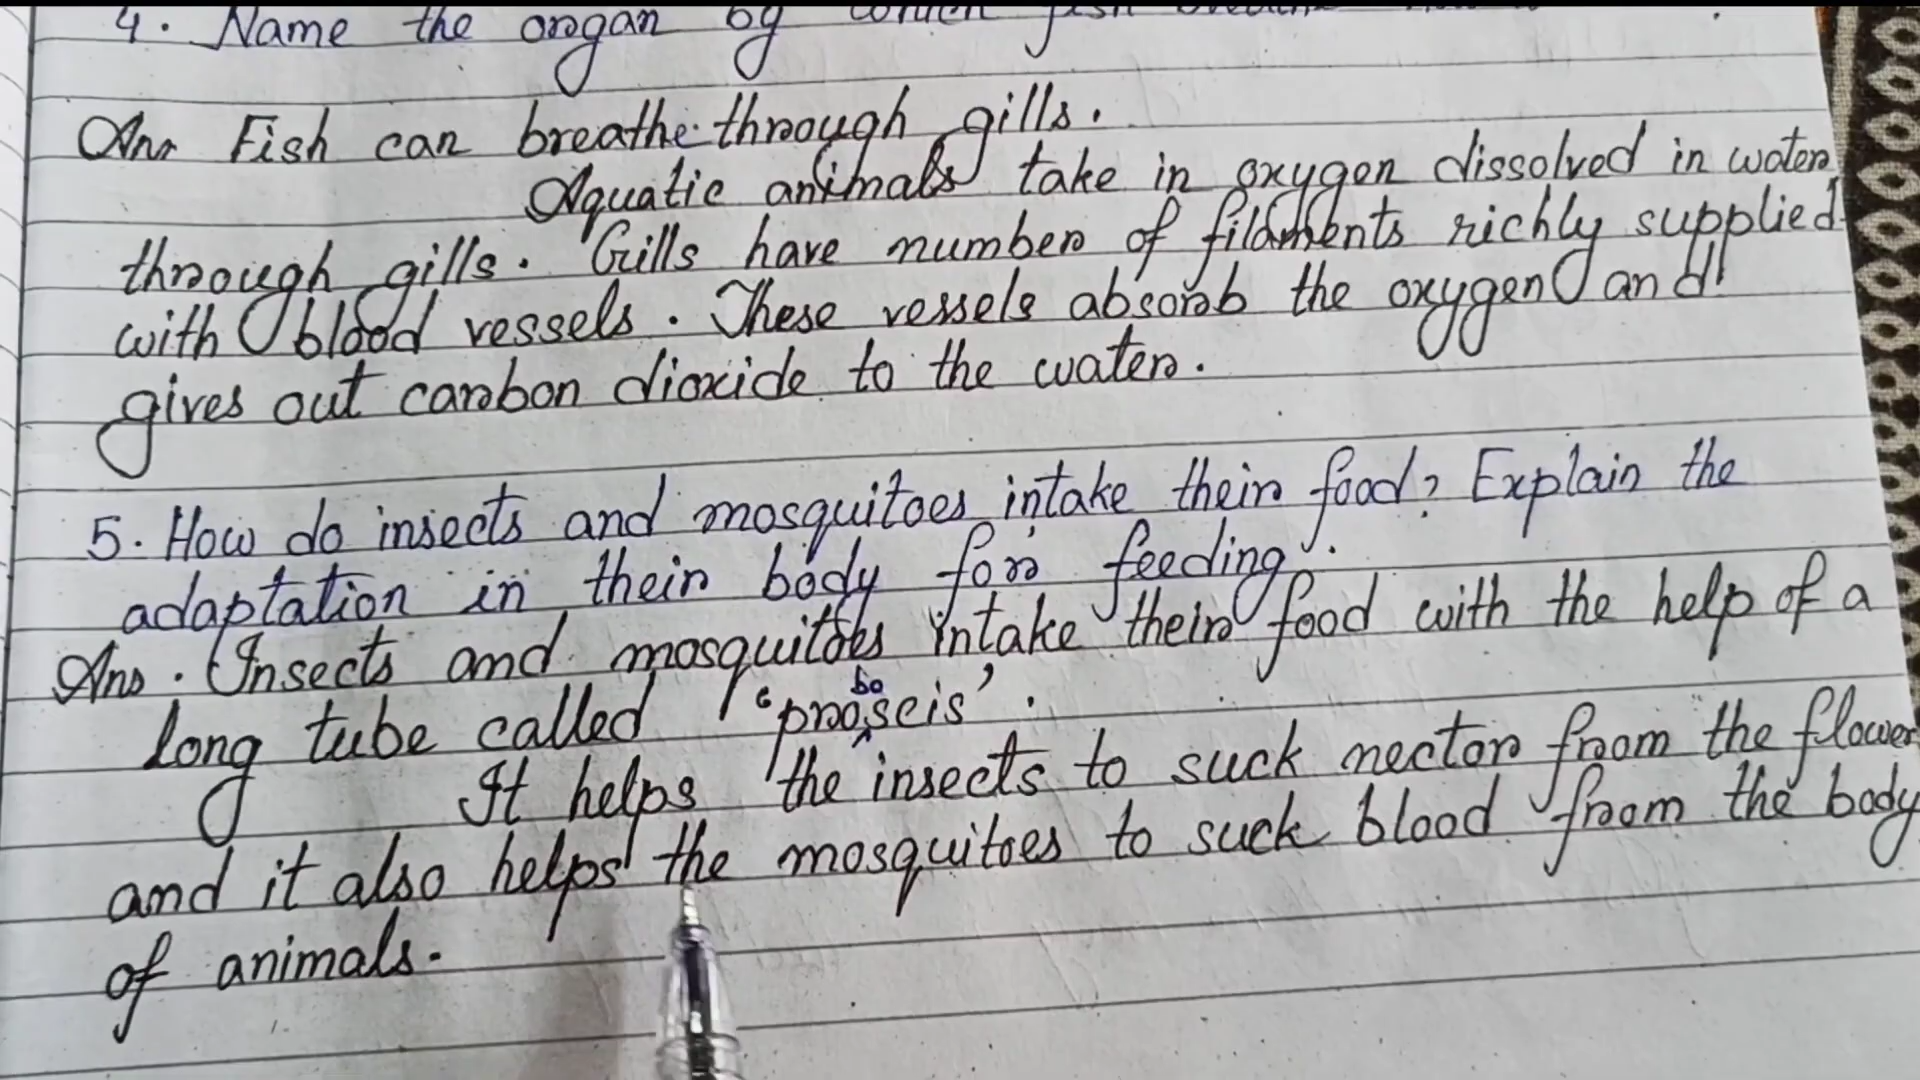 4. Name the organ by which fish
Ans Fish can breathe through gills.
Aquatic animals take in oxygen dissolved in water
through gills. Gills have number of filaments richly supplied
with blood vessels. These vessels absorb the oxygen and
gives out carbon dioxide to the water.
5. How do insects and mosquitoes intake their food? Explain the
adaptation in their body for feeding.
Ans. Insects and mosquitoes intake their food with the help of a
long tube called 'proboscis'.
It helps the insects to suck nector from the flower
and it also helps the mosquitoes to suck blood from the body
of animals.